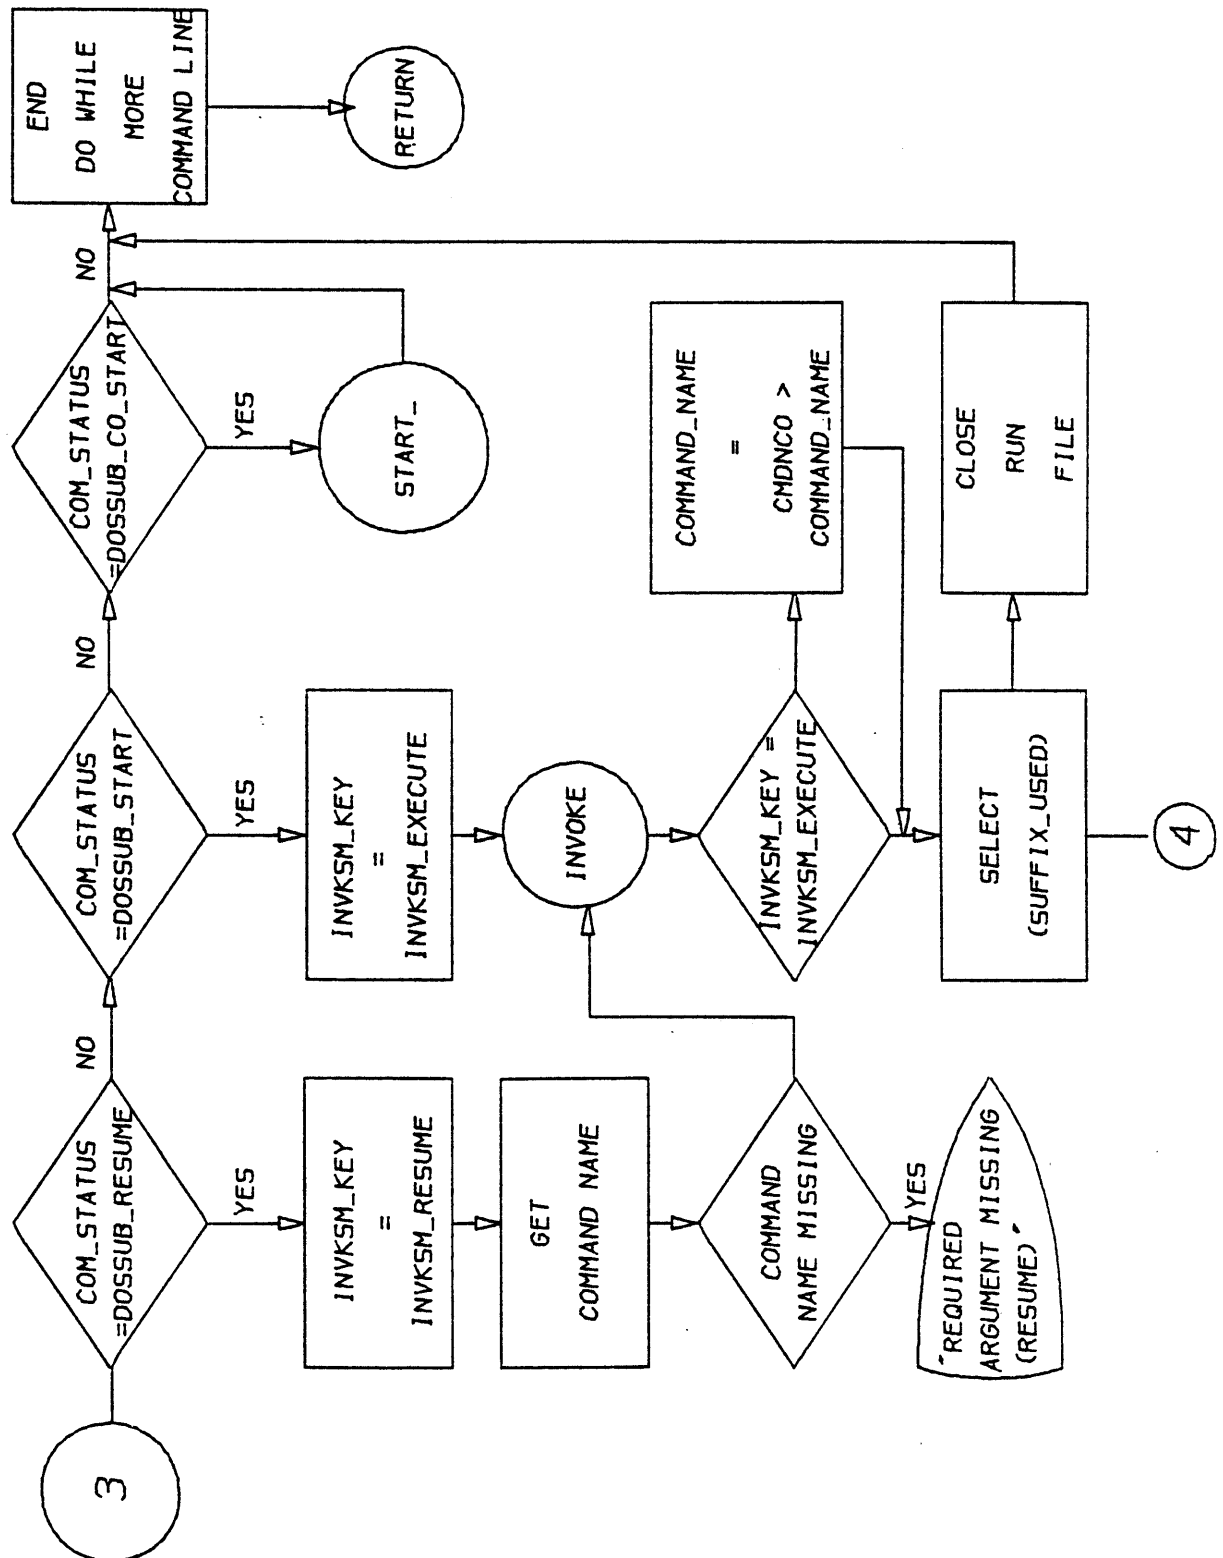 3
COM_STATUS
=DOSSUB_RESUME
NO
COM_STATUS
=DOSSUB_START
NO
COM_STATUS
=DOSSUB_CO_START
NO
END
DO WHILE
MORE
COMMAND LINE
YES
YES
YES
RETURN
INVKSM_KEY
=
INVKSM_RESUME
INVKSM_KEY
=
INVKSM_EXECUTE
START_
GET
COMMAND NAME
INVOKE
COMMAND
NAME MISSING
INVKSM_KEY =
INVKSM_EXECUTE
COMMAND_NAME
=
CMDNCO >
COMMAND_NAME
YES
"REQUIRED
ARGUMENT MISSING
(RESUME)"
SELECT
(SUFFIX_USED)
CLOSE
RUN
FILE
4